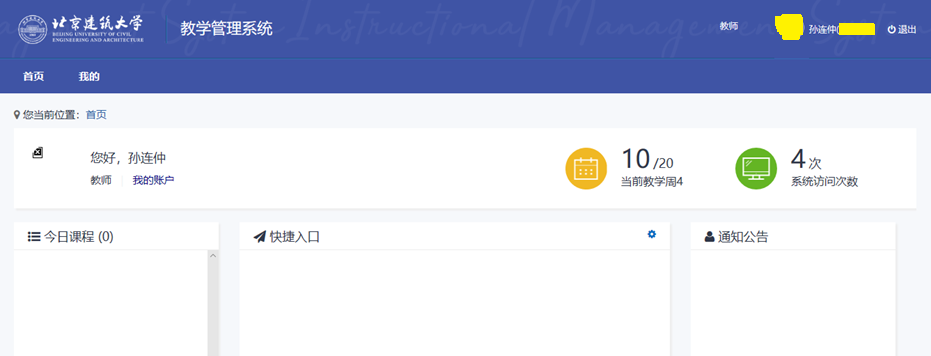 北京建筑大学
BEIJING UNIVERSITY OF CIVIL
ENGINEERING AND ARCHITECTURE
教学管理系统
教师
孙连仲(
退出
首页 我的
您当前位置: 首页
您好，孙连仲
教师 我的账户
10 /20
当前教学周4
4 次
系统访问次数
今日课程 (0)
快捷入口
通知公告